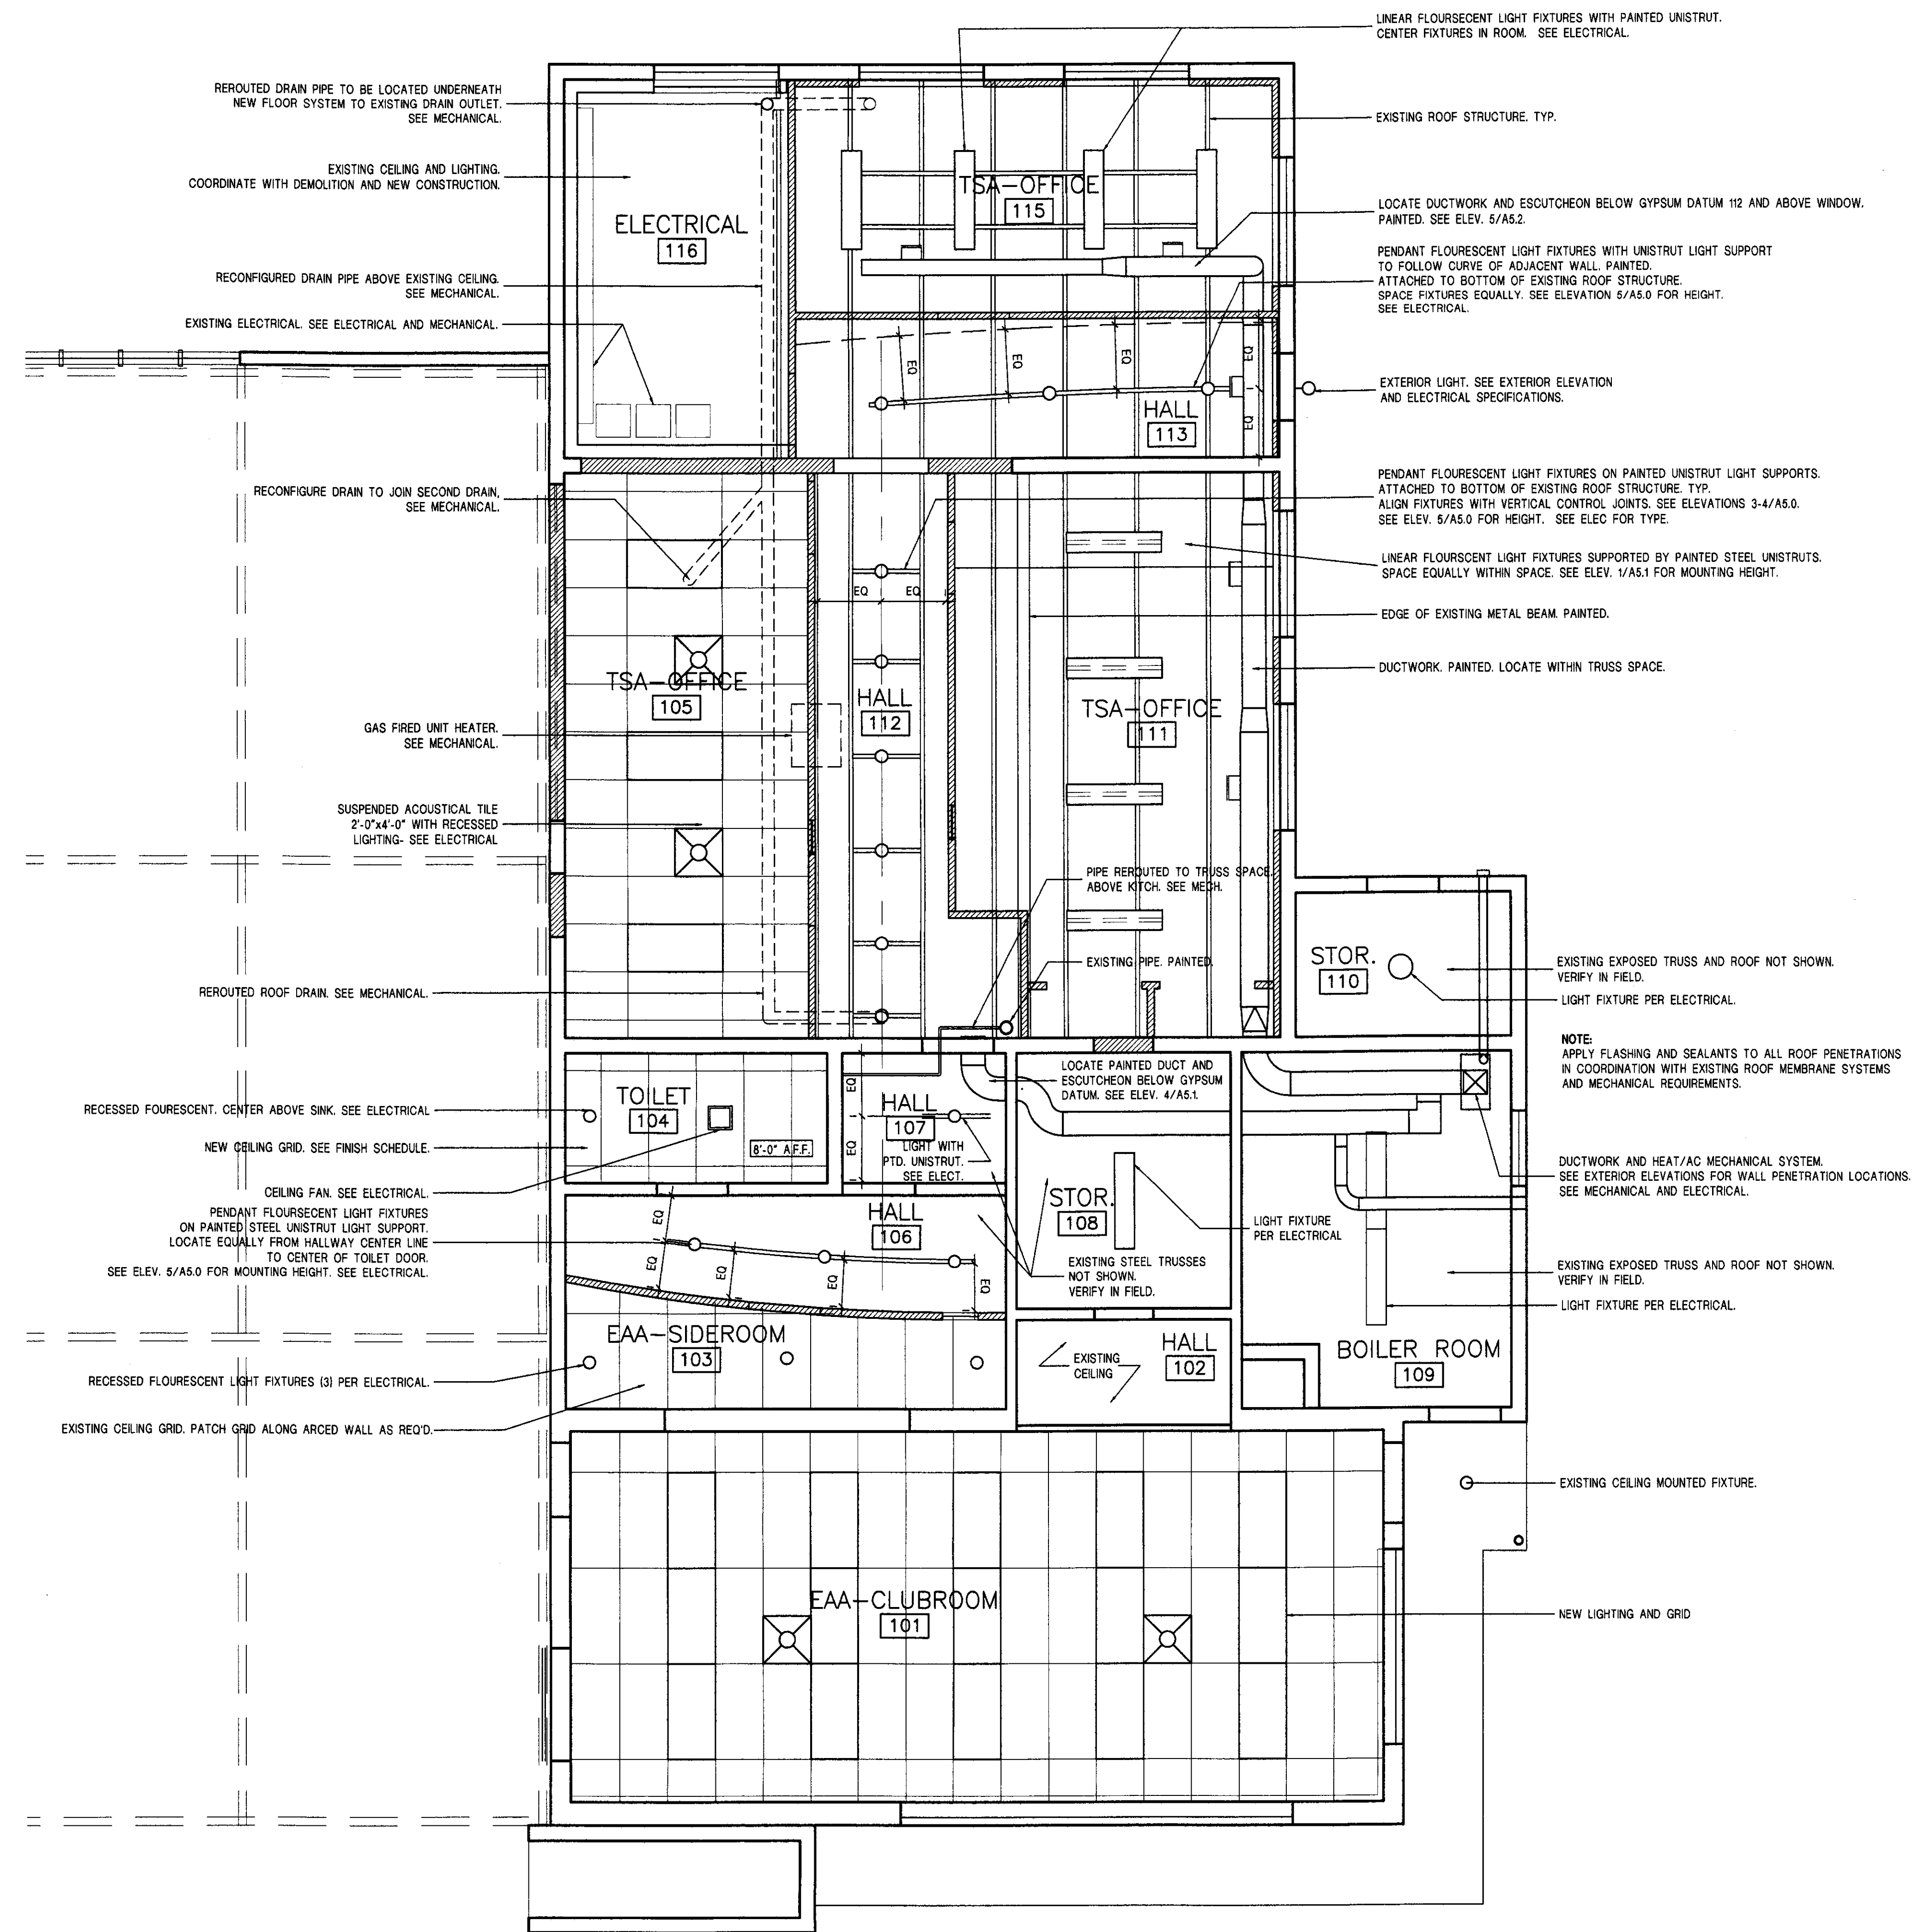 LINEAR FLOURSECENT LIGHT FIXTURES WITH PAINTED UNISTRUT.
CENTER FIXTURES IN ROOM. SEE ELECTRICAL.
REROUTED DRAIN PIPE TO BE LOCATED UNDERNEATH
NEW FLOOR SYSTEM TO EXISTING DRAIN OUTLET.
SEE MECHANICAL.
EXISTING ROOF STRUCTURE. TYP.
EXISTING CEILING AND LIGHTING.
COORDINATE WITH DEMOLITION AND NEW CONSTRUCTION.
TSA-OFFICE
115
ELECTRICAL
116
LOCATE DUCTWORK AND ESCUTCHEON BELOW GYPSUM DATUM 112 AND ABOVE WINDOW.
PAINTED. SEE ELEV. 5/A5.2.
PENDANT FLOURESCENT LIGHT FIXTURES WITH UNISTRUT LIGHT SUPPORT
TO FOLLOW CURVE OF ADJACENT WALL. PAINTED.
ATTACHED TO BOTTOM OF EXISTING ROOF STRUCTURE.
SPACE FIXTURES EQUALLY. SEE ELEVATION 5/A5.0 FOR HEIGHT.
SEE ELECTRICAL.
RECONFIGURED DRAIN PIPE ABOVE EXISTING CEILING.
SEE MECHANICAL.
EXISTING ELECTRICAL. SEE ELECTRICAL AND MECHANICAL.
EQ
EQ
EQ
EQ
EQ
HALL
113
EXTERIOR LIGHT. SEE EXTERIOR ELEVATION
AND ELECTRICAL SPECIFICATIONS.
RECONFIGURE DRAIN TO JOIN SECOND DRAIN,
SEE MECHANICAL.
PENDANT FLOURESCENT LIGHT FIXTURES ON PAINTED UNISTRUT LIGHT SUPPORTS.
ATTACHED TO BOTTOM OF EXISTING ROOF STRUCTURE. TYP.
ALIGN FIXTURES WITH VERTICAL CONTROL JOINTS. SEE ELEVATIONS 3-4/A5.0.
SEE ELEV. 5/A5.0 FOR HEIGHT. SEE ELEC FOR TYPE.
LINEAR FLOURSCENT LIGHT FIXTURES SUPPORTED BY PAINTED STEEL UNISTRUTS.
SPACE EQUALLY WITHIN SPACE. SEE ELEV. 1/A5.1 FOR MOUNTING HEIGHT.
EQ EQ
EDGE OF EXISTING METAL BEAM. PAINTED.
DUCTWORK. PAINTED. LOCATE WITHIN TRUSS SPACE.
TSA-OFFICE
105
HALL
112
TSA-OFFICE
111
GAS FIRED UNIT HEATER.
SEE MECHANICAL.
SUSPENDED ACOUSTICAL TILE
2'-0"x4'-0" WITH RECESSED
LIGHTING- SEE ELECTRICAL
PIPE REROUTED TO TRUSS SPACE.
ABOVE KITCH. SEE MECH.
EXISTING PIPE. PAINTED.
STOR.
110
EXISTING EXPOSED TRUSS AND ROOF NOT SHOWN.
VERIFY IN FIELD.
LIGHT FIXTURE PER ELECTRICAL.
REROUTED ROOF DRAIN. SEE MECHANICAL.
NOTE:
APPLY FLASHING AND SEALANTS TO ALL ROOF PENETRATIONS
IN COORDINATION WITH EXISTING ROOF MEMBRANE SYSTEMS
AND MECHANICAL REQUIREMENTS.
LOCATE PAINTED DUCT AND
ESCUTCHEON BELOW GYPSUM
DATUM. SEE ELEV. 4/A5.1.
RECESSED FOURESCENT. CENTER ABOVE SINK. SEE ELECTRICAL
TOILET
104
8'-0" A.F.F.
EQ
EQ
HALL
107
LIGHT WITH
PTD. UNISTRUT.
SEE ELECT.
NEW CEILING GRID. SEE FINISH SCHEDULE.
CEILING FAN. SEE ELECTRICAL.
DUCTWORK AND HEAT/AC MECHANICAL SYSTEM.
SEE EXTERIOR ELEVATIONS FOR WALL PENETRATION LOCATIONS.
SEE MECHANICAL AND ELECTRICAL.
PENDANT FLOURSECENT LIGHT FIXTURES
ON PAINTED STEEL UNISTRUT LIGHT SUPPORT.
LOCATE EQUALLY FROM HALLWAY CENTER LINE
TO CENTER OF TOILET DOOR.
SEE ELEV. 5/A5.0 FOR MOUNTING HEIGHT. SEE ELECTRICAL.
HALL
106
EQ
EQ
EQ
EQ
EQ
STOR.
108
LIGHT FIXTURE
PER ELECTRICAL
EXISTING STEEL TRUSSES
NOT SHOWN.
VERIFY IN FIELD.
EXISTING EXPOSED TRUSS AND ROOF NOT SHOWN.
VERIFY IN FIELD.
LIGHT FIXTURE PER ELECTRICAL.
EAA-SIDEROOM
103
EXISTING
CEILING
HALL
102
BOILER ROOM
109
RECESSED FLOURESCENT LIGHT FIXTURES (3) PER ELECTRICAL.
EXISTING CEILING GRID. PATCH GRID ALONG ARCED WALL AS REQ'D.
EXISTING CEILING MOUNTED FIXTURE.
EAA-CLUBROOM
101
NEW LIGHTING AND GRID